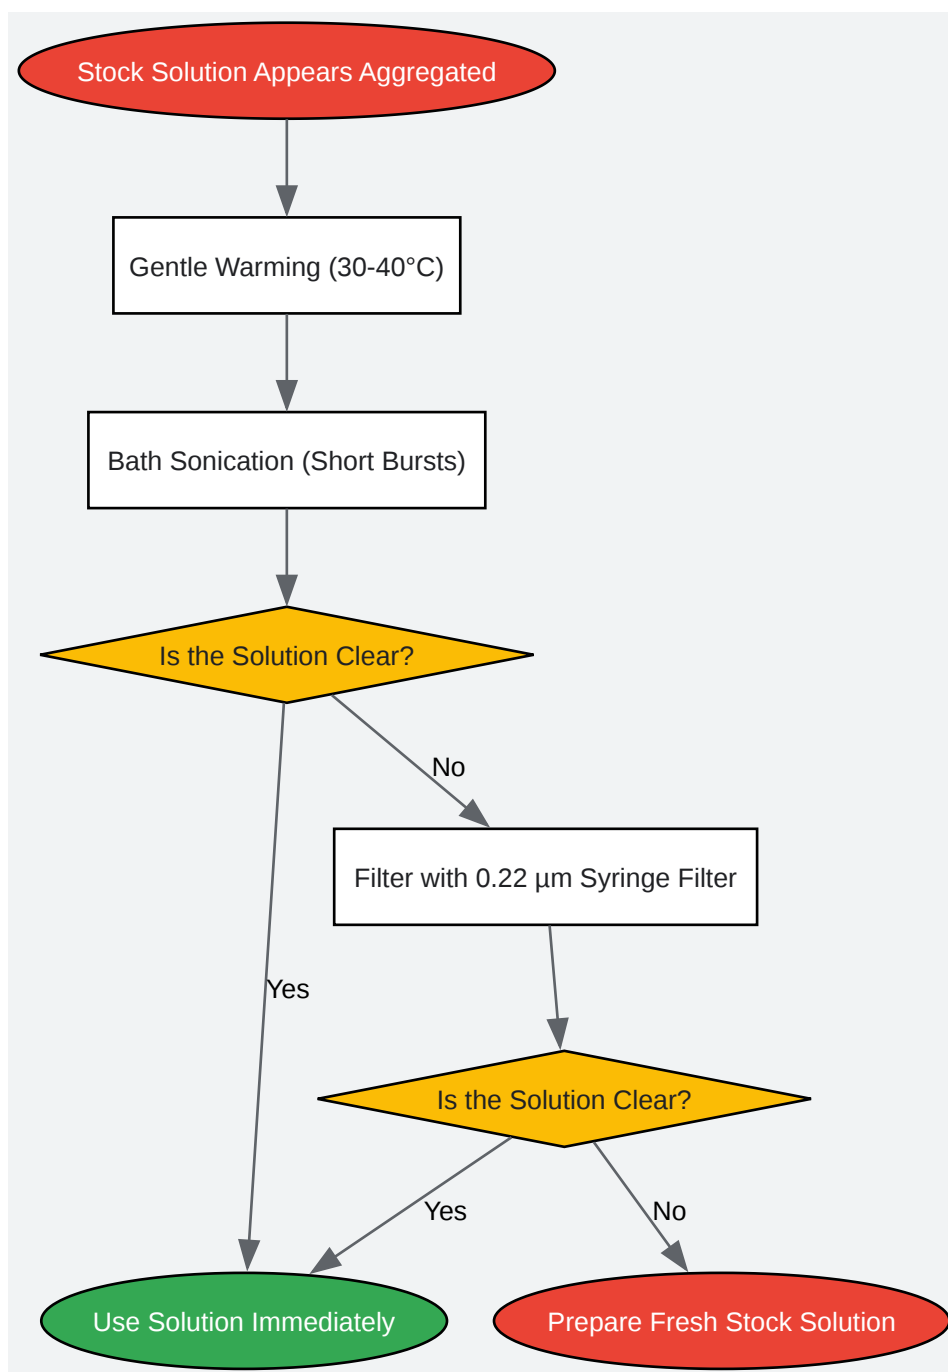 Stock Solution Appears Aggregated
Gentle Warming (30-40°C)
Bath Sonication (Short Bursts)
Is the Solution Clear?
No
Filter with 0.22 µm Syringe Filter
Yes
Is the Solution Clear?
Yes
No
Use Solution Immediately
Prepare Fresh Stock Solution